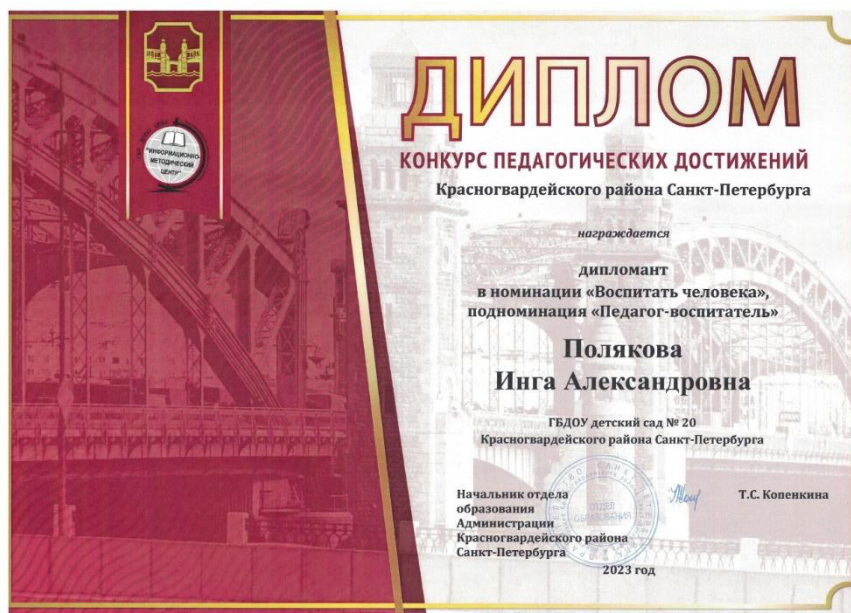 "ИНФОРМАЦИОННО-
МЕТОДИЧЕСКИЙ
ЦЕНТР"
ДИПЛОМ
КОНКУРС ПЕДАГОГИЧЕСКИХ ДОСТИЖЕНИЙ
Красногвардейского района Санкт-Петербурга
награждается
дипломант
в номинации «Воспитать человека»,
подноминация «Педагог-воспитатель»
Полякова
Инга Александровна
ГБДОУ детский сад № 20
Красногвардейского района Санкт-Петербурга
Начальник отдела
образования
Администрации
Красногвардейского района
Санкт-Петербурга
Т.С. Копенкина
ОТДЕЛ
ОБРАЗОВАНИЯ
2023 год